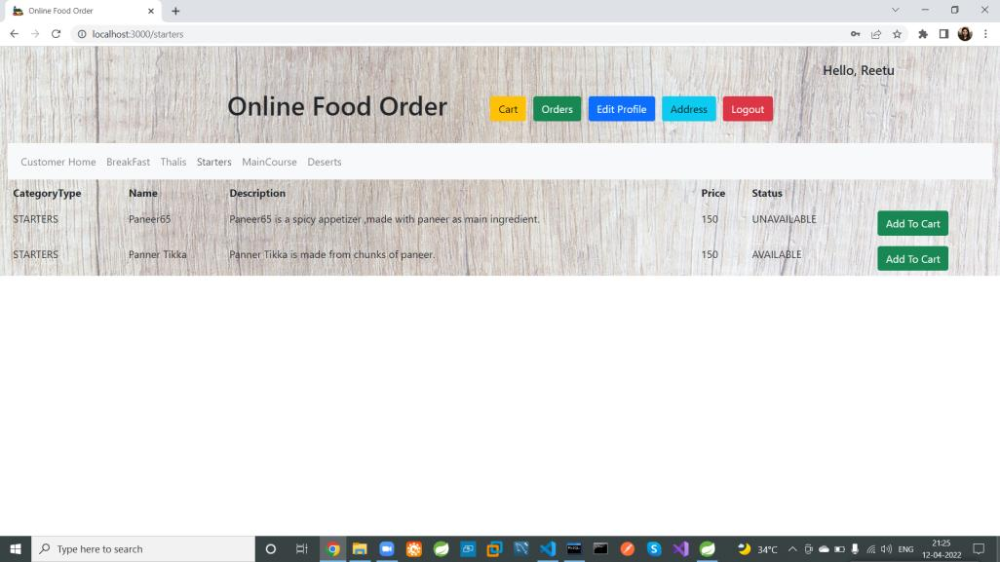 Online Food Order
localhost:3000/starters
Hello, Reetu
Online Food Order
Cart
Orders
Edit Profile
Address
Logout
Customer Home BreakFast Thalis Starters MainCourse Deserts
CategoryType Name Description Price Status
STARTERS Paneer65 Paneer65 is a spicy appetizer ,made with paneer as main ingredient. 150 UNAVAILABLE Add To Cart
STARTERS Panner Tikka Panner Tikka is made from chunks of paneer. 150 AVAILABLE Add To Cart
Type here to search
34°C
ENG
21:25
12-04-2022